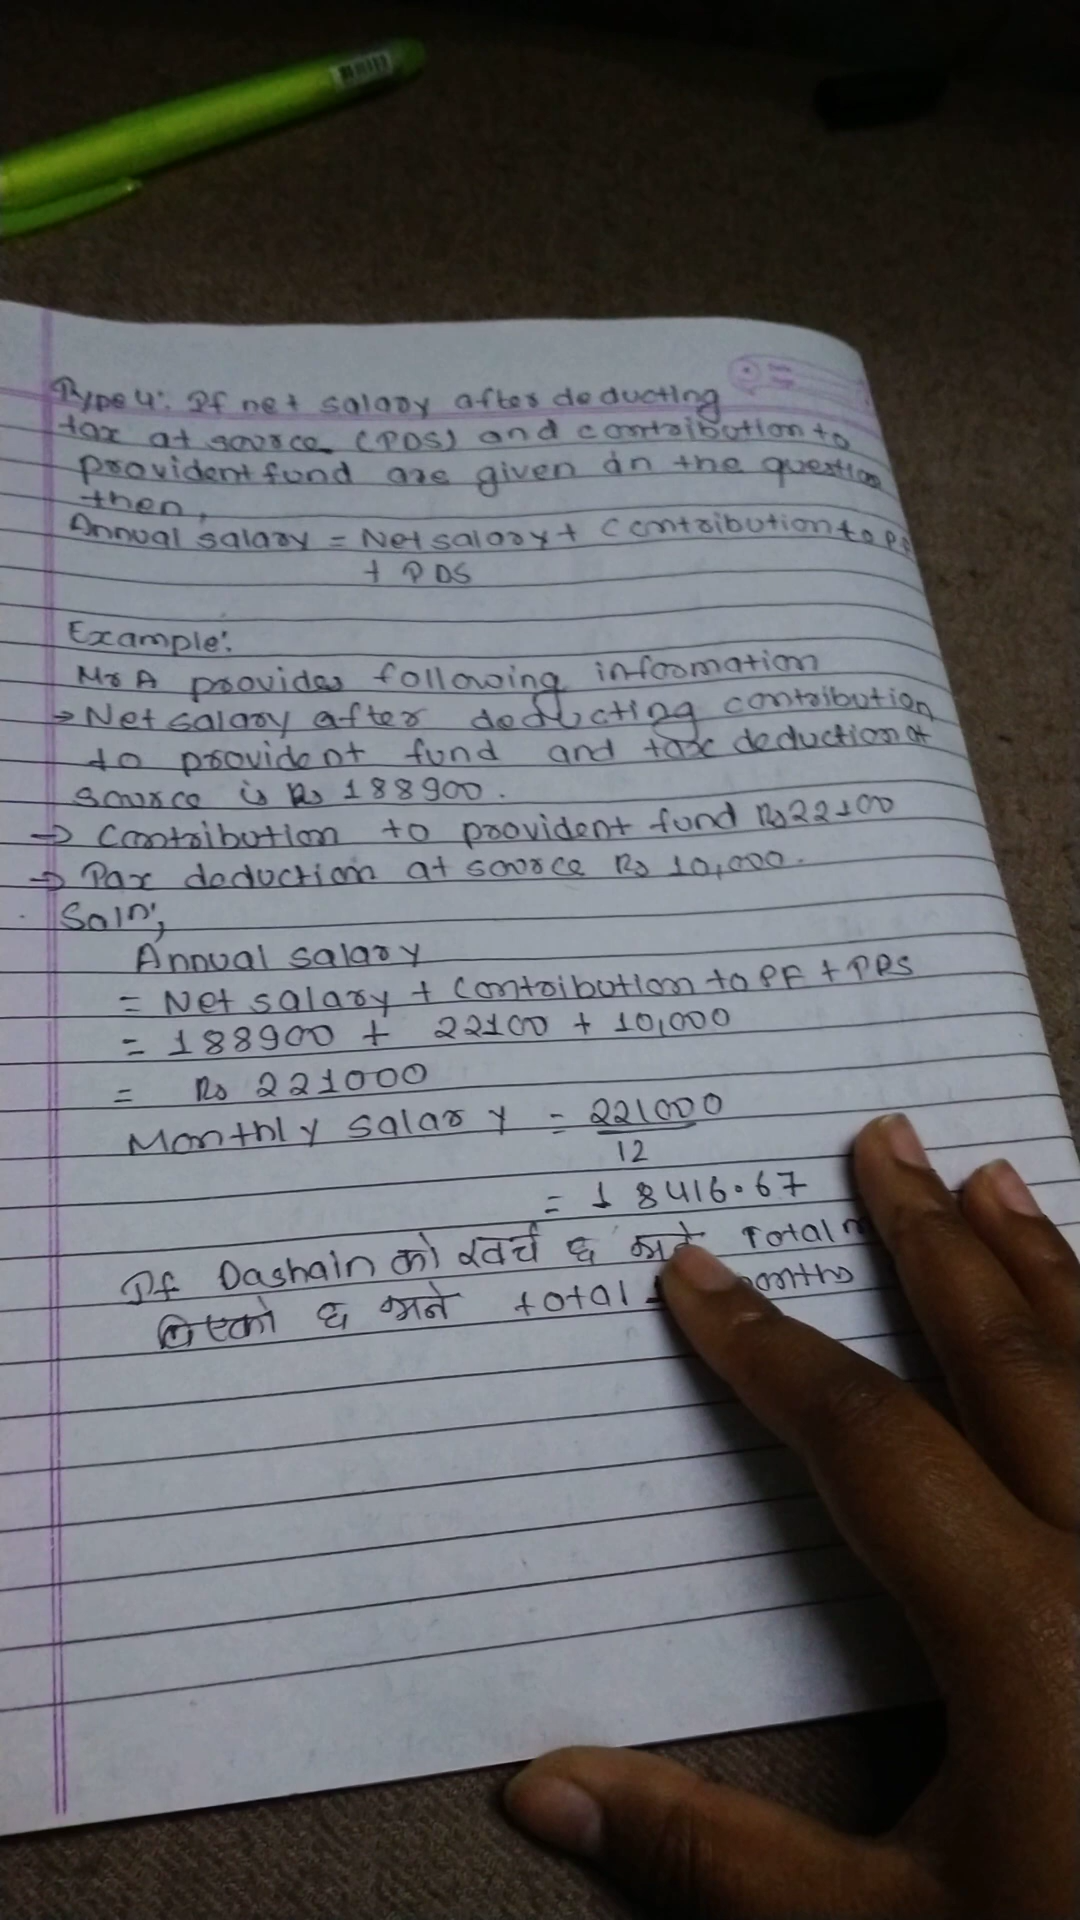 Type 4: If net salary after deducting
tax at source (TDS) and contribution to
provident fund are given in the question
then,
Annual salary = Net salary + contribution to PF
+ TDS
Example:
Mr A provides following information
→ Net salary after deducting contribution
to provident fund and tax deduction at
source is Rs 188900.
→ Contribution to provident fund Rs 22100
→ Tax deduction at source Rs 10,000.
Soln;
Annual salary
= Net salary + contribution to PF + TDS
= 188900 + 22100 + 10,000
= Rs 221000
Monthly salary = 221000
12
= 18416.67
If Dashain को खर्च छ भने Total
दिएको छ भने total months